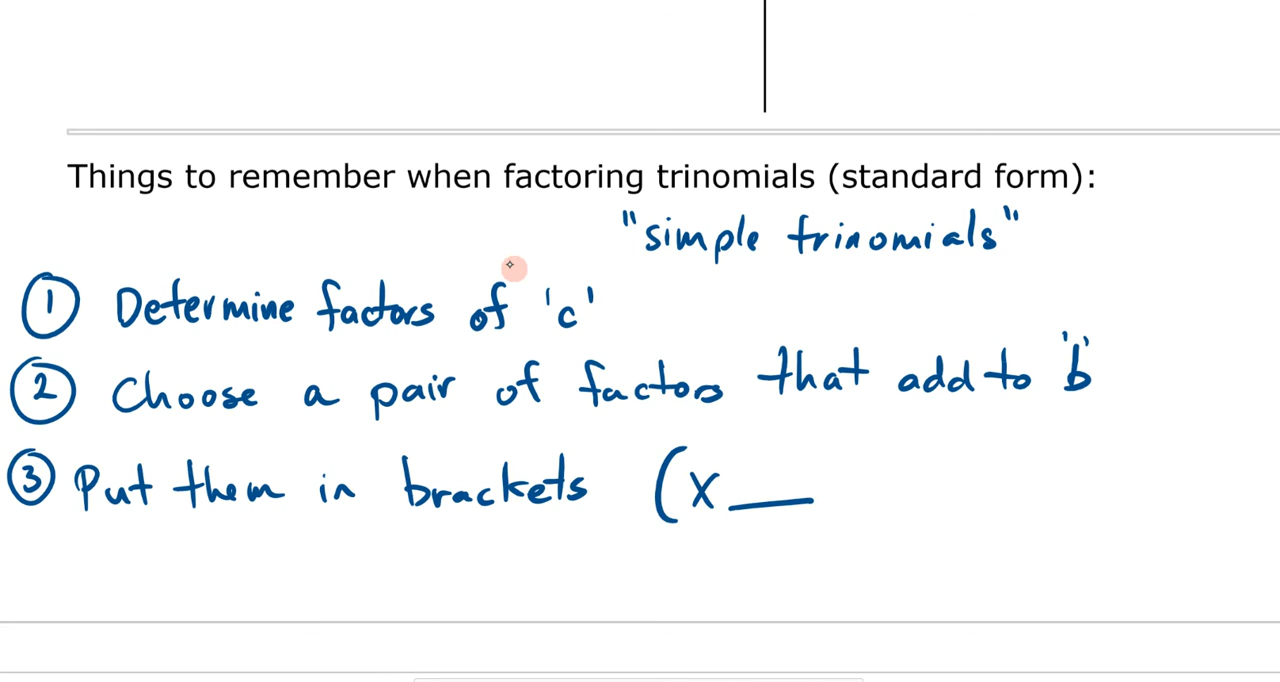 Things to remember when factoring trinomials (standard form):
"simple trinomials"
① Determine factors of 'c'
② Choose a pair of factors that add to 'b'
③ Put them in brackets (x__